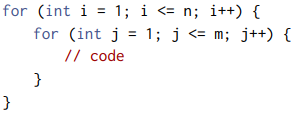 for (int i = 1; i <= n; i++) {
    for (int j = 1; j <= m; j++) {
        // code
    }
}